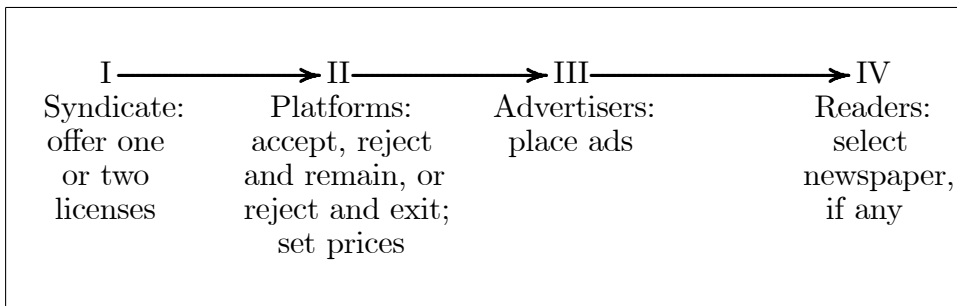 I II III IV
Syndicate: Platforms: Advertisers: Readers:
offer one accept, reject place ads select
or two and remain, or newspaper,
licenses reject and exit; if any
set prices